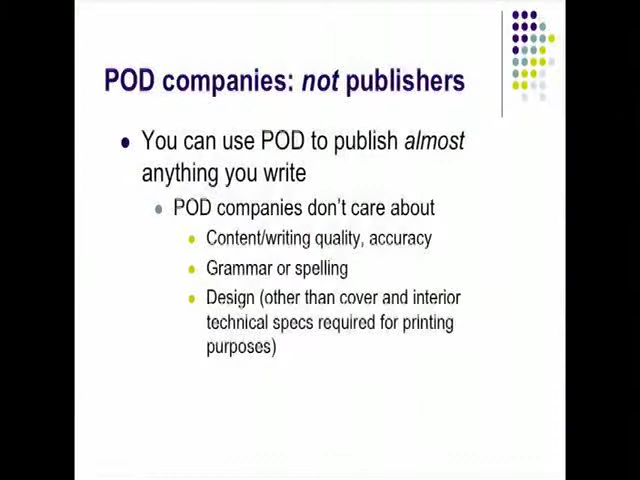 POD companies: not publishers
You can use POD to publish almost
anything you write
POD companies don't care about
Content/writing quality, accuracy
Grammar or spelling
Design (other than cover and interior
technical specs required for printing
purposes)